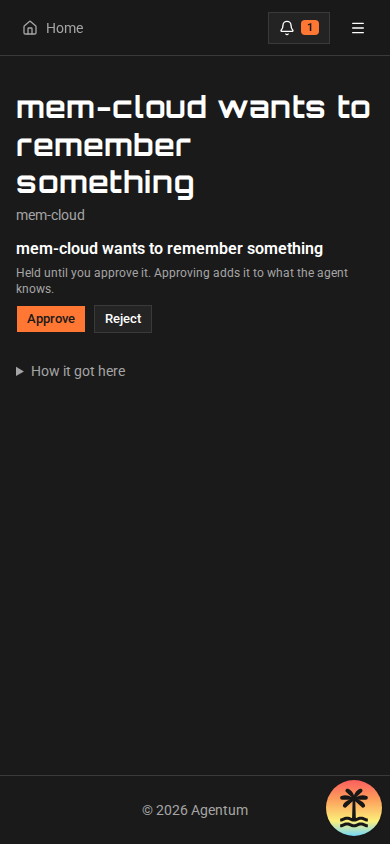 Home
1
mem-cloud wants to
remember
something
mem-cloud
mem-cloud wants to remember something
Held until you approve it. Approving adds it to what the agent
knows.
Approve
Reject
How it got here
© 2026 Agentum